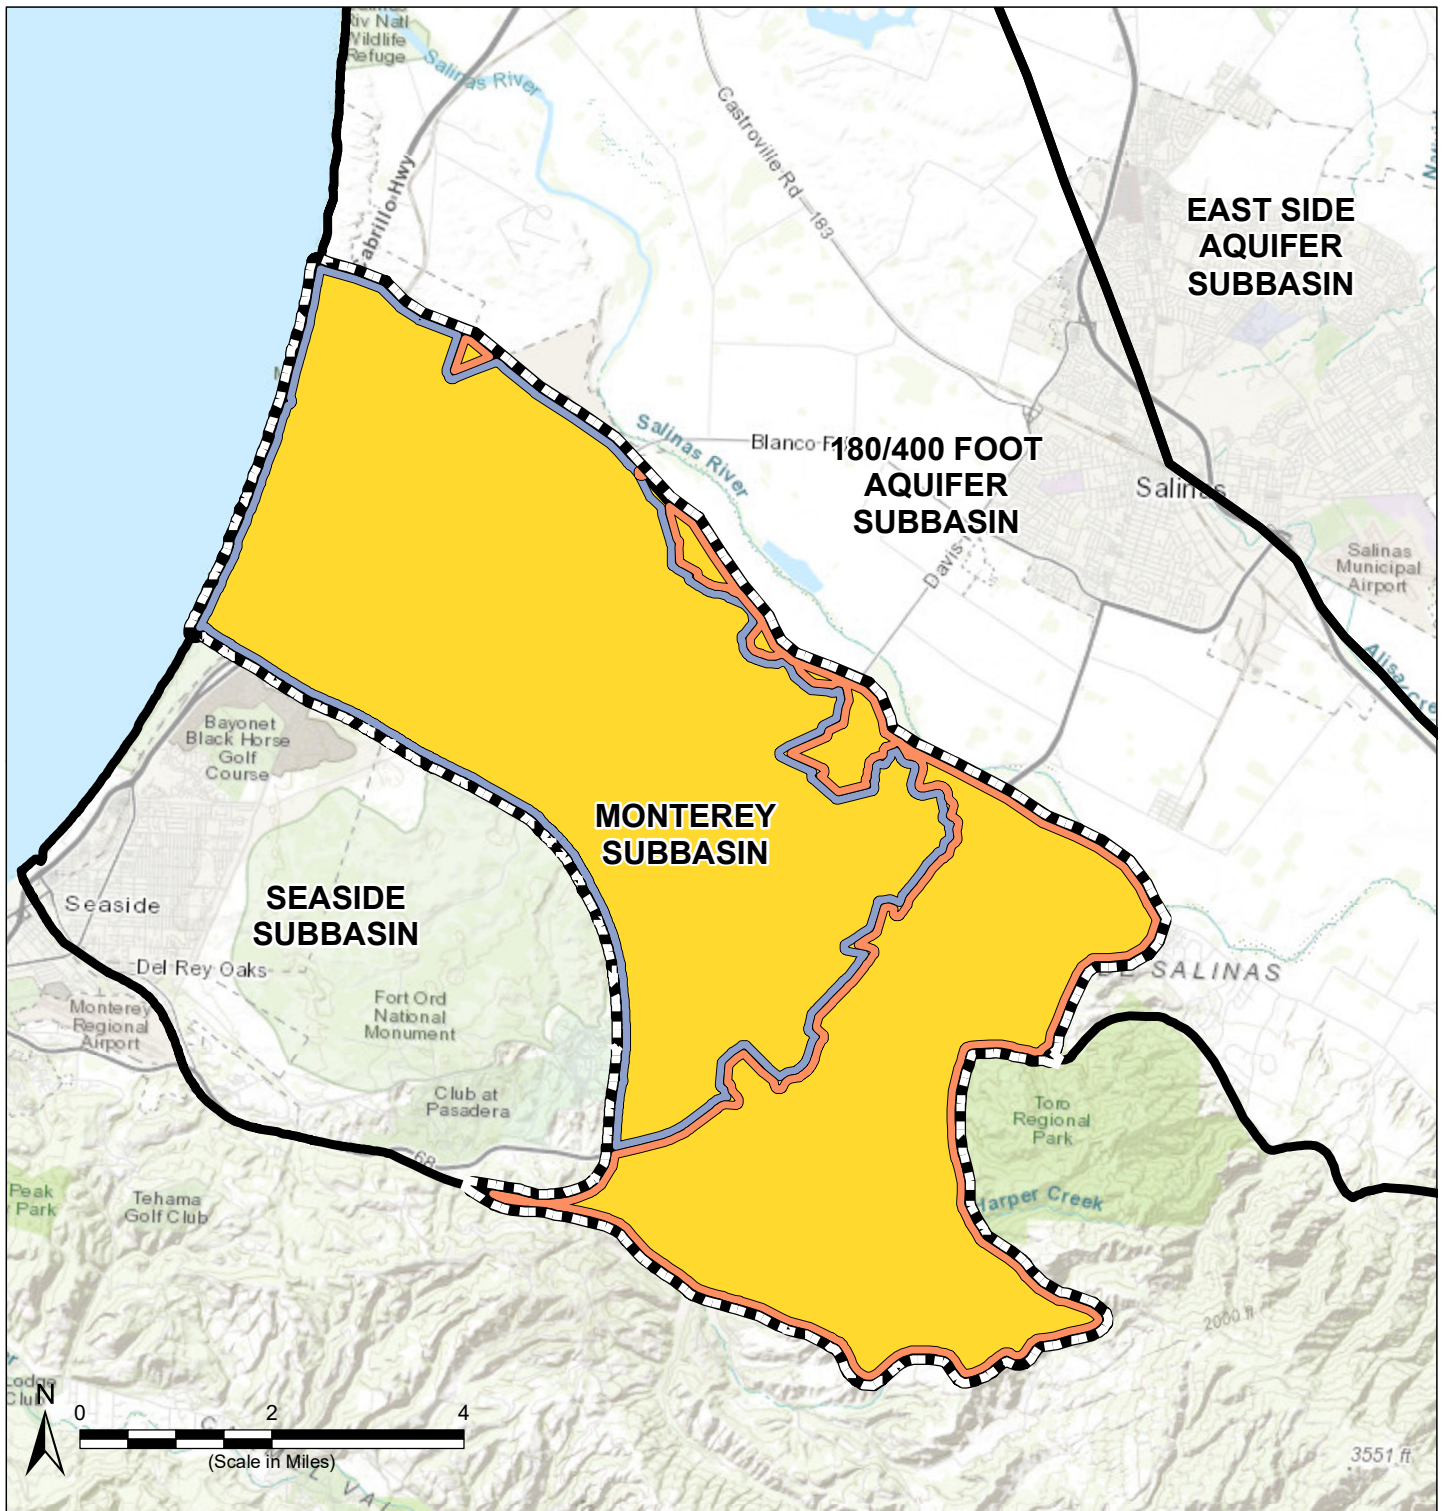 Riv Natl
Wildlife
Refuge
Salinas River
Cabrillo Hwy
Castroville Rd
183
EAST SIDE
AQUIFER
SUBBASIN
Salinas River
Blanco
180/400 FOOT
AQUIFER
SUBBASIN
Salinas
Davis
Salinas
Municipal
Airport
Bayonet
Black Horse
Golf
Course
MONTEREY
SUBBASIN
SEASIDE
SUBBASIN
Seaside
Del Rey Oaks
SALINAS
Monterey
Regional
Airport
Fort Ord
National
Monument
Club at
Pasadera
Toro
Regional
Park
68
Peak
Park
Tehama
Golf Club
Harper Creek
2000 ft
Lodge
Club
N
0 2 4
(Scale in Miles)
3551 ft